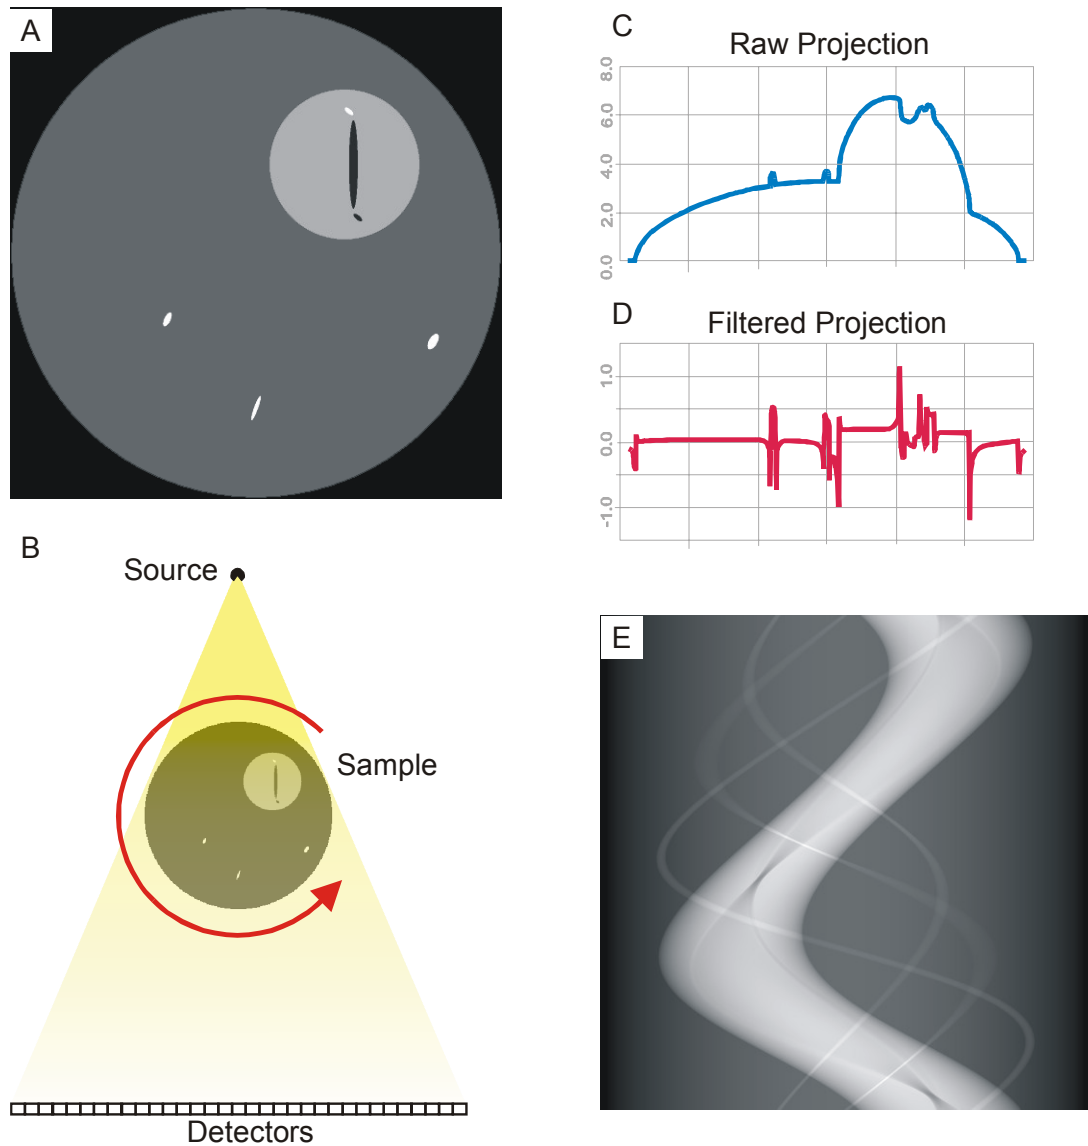 A
B
Source
Sample
Detectors
C
Raw Projection
8.0
6.0
4.0
2.0
0.0
D
Filtered Projection
1.0
0.0
-1.0
E